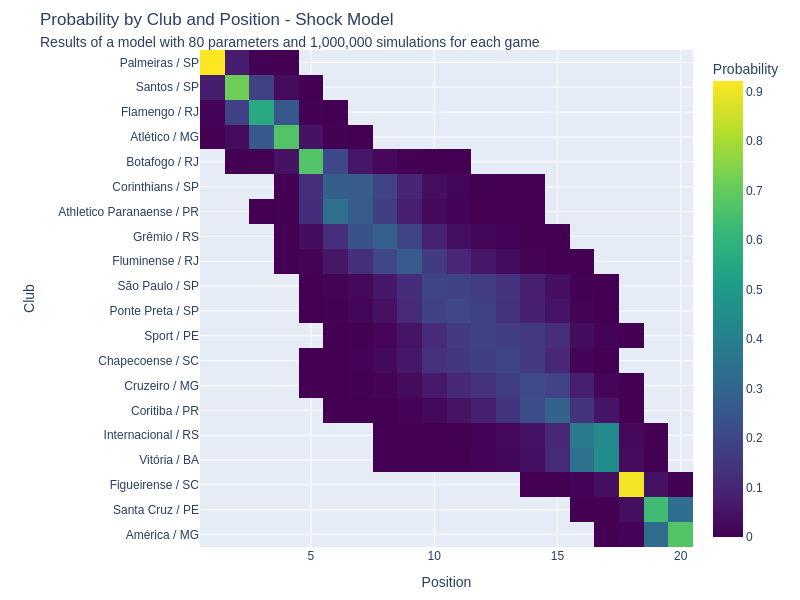 Probability by Club and Position - Shock Model
Results of a model with 80 parameters and 1,000,000 simulations for each game
Probability
Palmeiras / SP
Santos / SP
Flamengo / RJ
Atlético / MG
Botafogo / RJ
Corinthians / SP
Athletico Paranaense / PR
Grêmio / RS
Fluminense / RJ
São Paulo / SP
Ponte Preta / SP
Sport / PE
Chapecoense / SC
Cruzeiro / MG
Coritiba / PR
Internacional / RS
Vitória / BA
Figueirense / SC
Santa Cruz / PE
América / MG
Club
5
10
15
20
Position
0.9
0.8
0.7
0.6
0.5
0.4
0.3
0.2
0.1
0